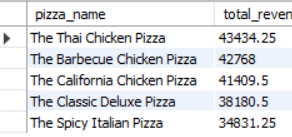 pizza_name total_reven
The Thai Chicken Pizza 43434.25
The Barbecue Chicken Pizza 42768
The California Chicken Pizza 41409.5
The Classic Deluxe Pizza 38180.5
The Spicy Italian Pizza 34831.25